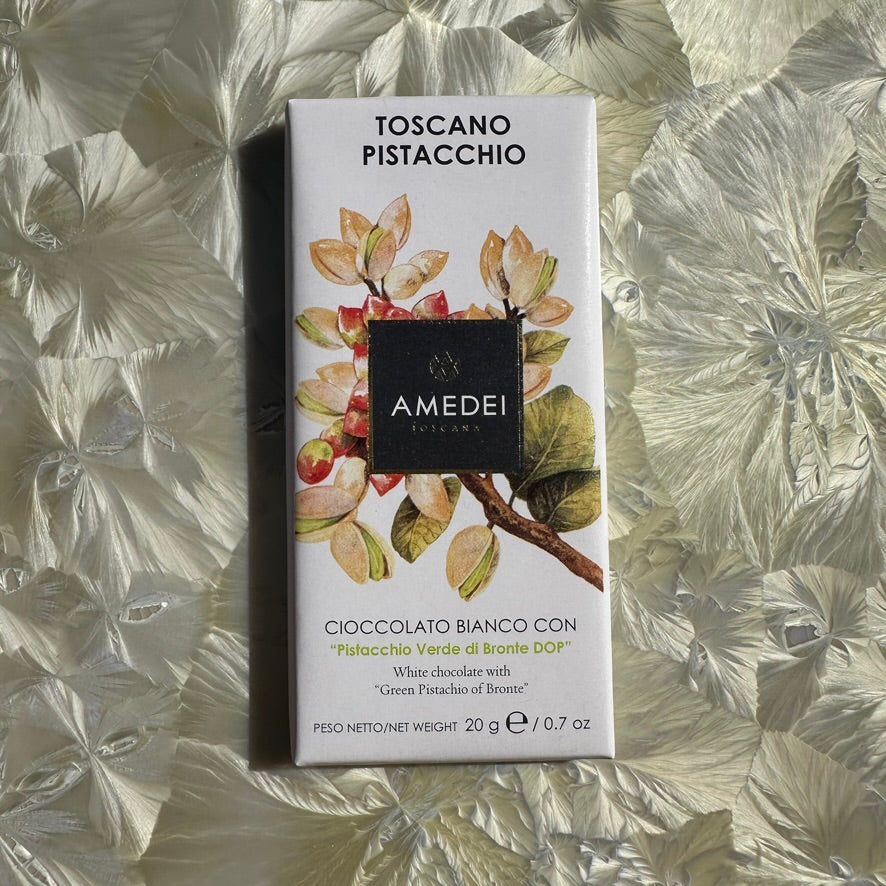 TOSCANO
PISTACCHIO
AMEDEI
TOSCANA
CIOCCOLATO BIANCO CON
“Pistacchio Verde di Bronte DOP”
White chocolate with
“Green Pistachio of Bronte”
PESO NETTO/NET WEIGHT 20 g ℮ / 0.7 oz